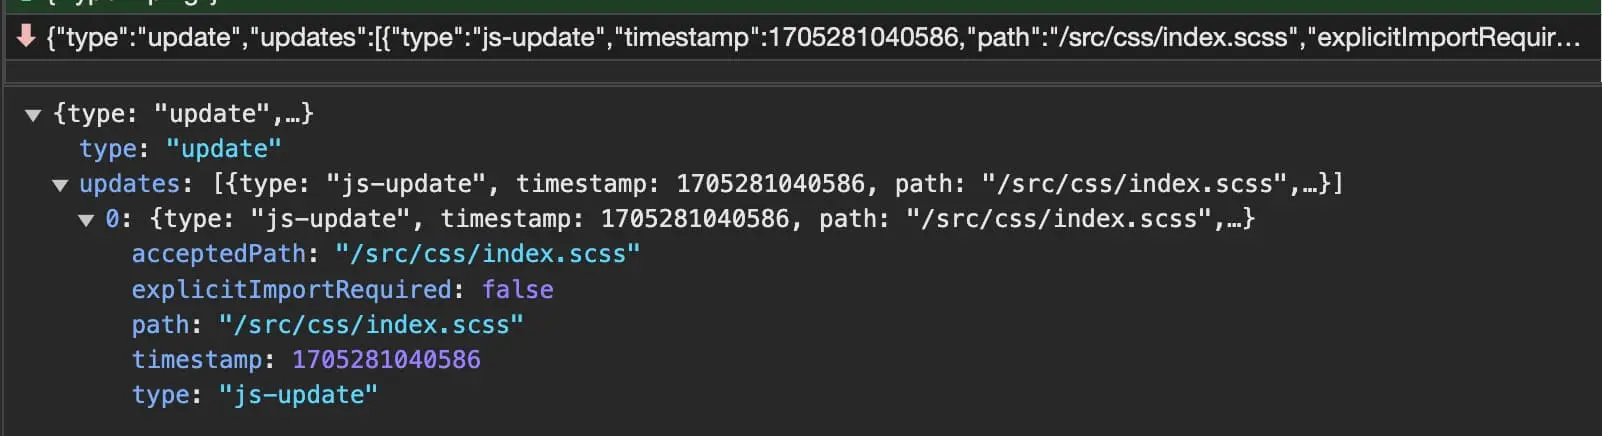 {"type":"update","updates":[{"type":"js-update","timestamp":1705281040586,"path":"/src/css/index.scss","explicitImportRequir…
{type: "update",…}
type: "update"
updates: [{type: "js-update", timestamp: 1705281040586, path: "/src/css/index.scss",…}]
0: {type: "js-update", timestamp: 1705281040586, path: "/src/css/index.scss",…}
acceptedPath: "/src/css/index.scss"
explicitImportRequired: false
path: "/src/css/index.scss"
timestamp: 1705281040586
type: "js-update"